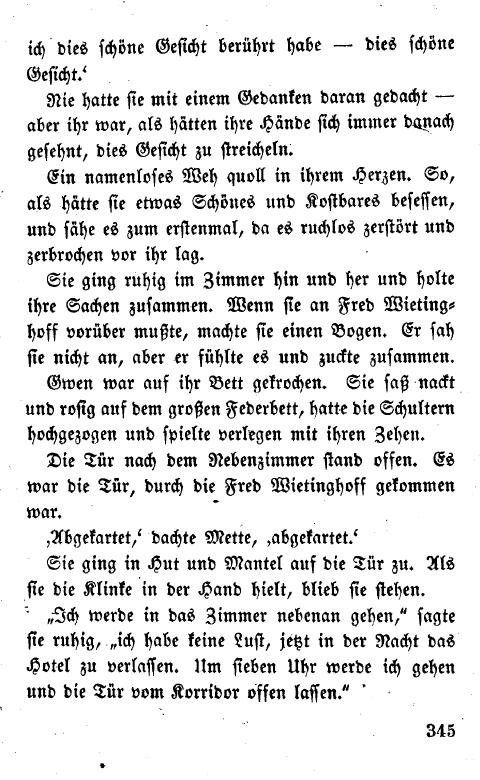 ich dies schöne Gesicht berührt habe — dies schöne
Gesicht.‘
Nie hatte sie mit einem Gedanken daran gedacht —
aber ihr war, als hätten ihre Hände sich immer danach
gesehnt, dies Gesicht zu streicheln.
Ein namenloses Weh quoll in ihrem Herzen. So,
als hätte sie etwas Schönes und Kostbares besessen,
und sähe es zum erstenmal, da es ruchlos zerstört und
zerbrochen vor ihr lag.
Sie ging ruhig im Zimmer hin und her und holte
ihre Sachen zusammen. Wenn sie an Fred Wieting-
hoff vorüber mußte, machte sie einen Bogen. Er sah
sie nicht an, aber er fühlte es und zuckte zusammen.
Gwen war auf ihr Bett gekrochen. Sie saß nackt
und rosig auf dem großen Federbett, hatte die Schultern
hochgezogen und spielte verlegen mit ihren Zehen.
Die Tür nach dem Nebenzimmer stand offen. Es
war die Tür, durch die Fred Wietinghoff gekommen
war.
‚Abgekartet,‘ dachte Mette, ‚abgekartet.‘
Sie ging in Hut und Mantel auf die Tür zu. Als
sie die Klinke in der Hand hielt, blieb sie stehen.
„Ich werde in das Zimmer nebenan gehen,“ sagte
sie ruhig, „ich habe keine Lust, jetzt in der Nacht das
Hotel zu verlassen. Um sieben Uhr werde ich gehen
und die Tür vom Korridor offen lassen.“
345